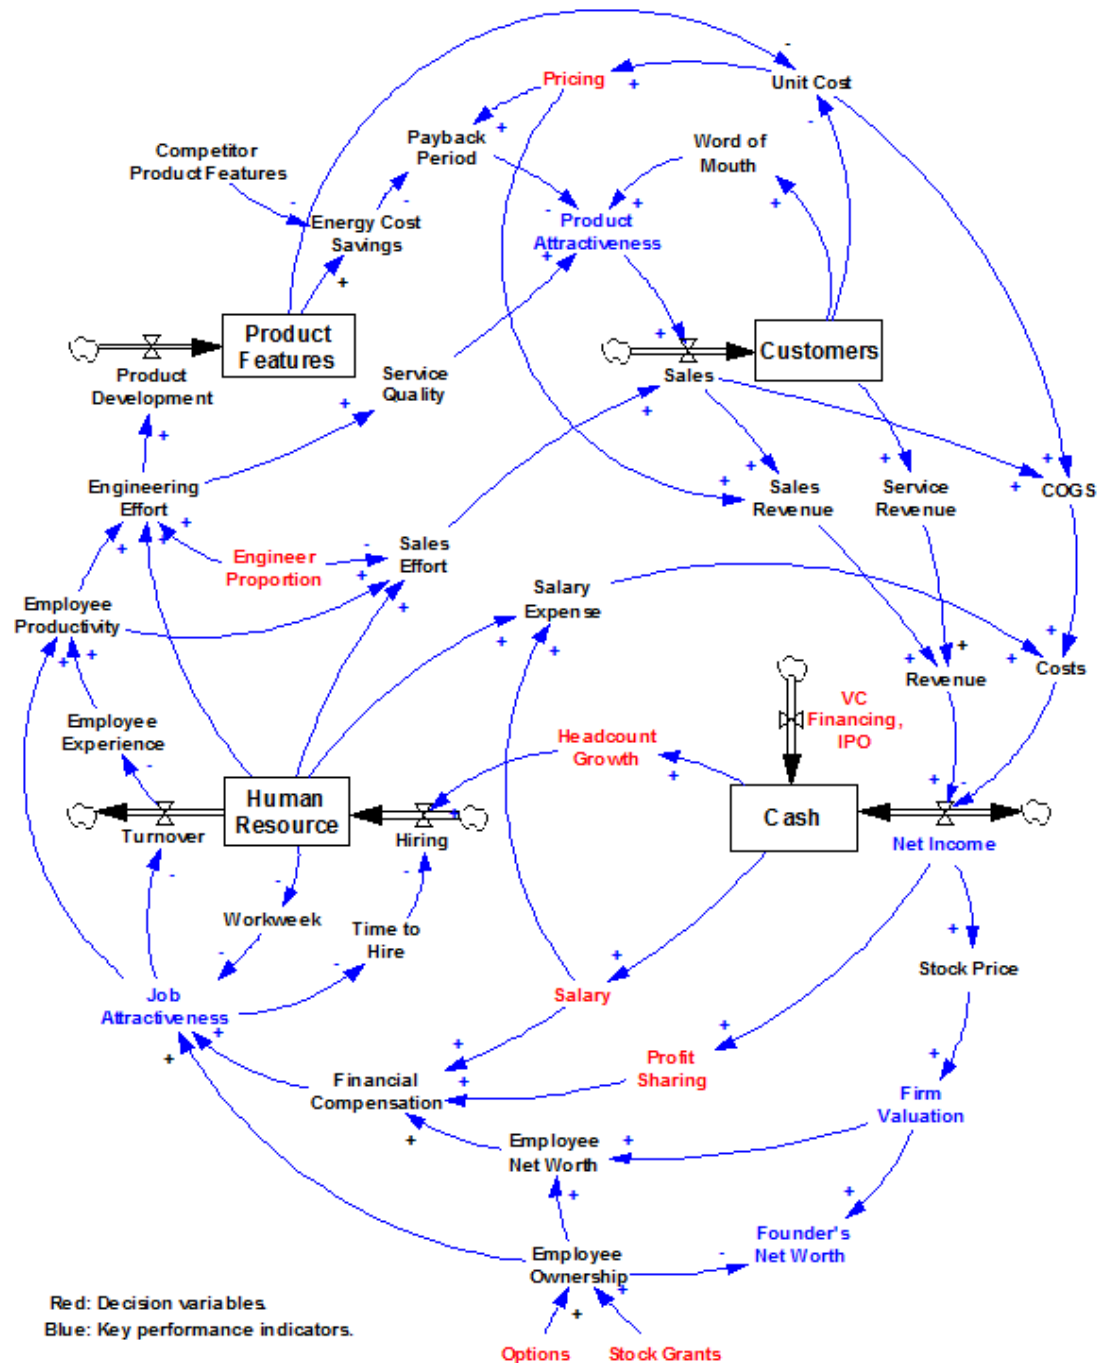 Pricing
Unit Cost
Payback
Period
Word of
Mouth
Competitor
Product Features
Energy Cost
Savings
Product
Attractiveness
Product
Features
Customers
Product
Development
Service
Quality
Sales
Engineering
Effort
Sales
Revenue
Service
Revenue
COGS
Engineer
Proportion
Sales
Effort
Employee
Productivity
Salary
Expense
Revenue
Costs
Employee
Experience
Headcount
Growth
VC
Financing,
IPO
Human
Resource
Cash
Turnover
Hiring
Net Income
Workweek
Time to
Hire
Stock Price
Job
Attractiveness
Salary
Profit
Sharing
Financial
Compensation
Firm
Valuation
Employee
Net Worth
Founder's
Net Worth
Employee
Ownership
Red: Decision variables.
Blue: Key performance indicators.
Options
Stock Grants